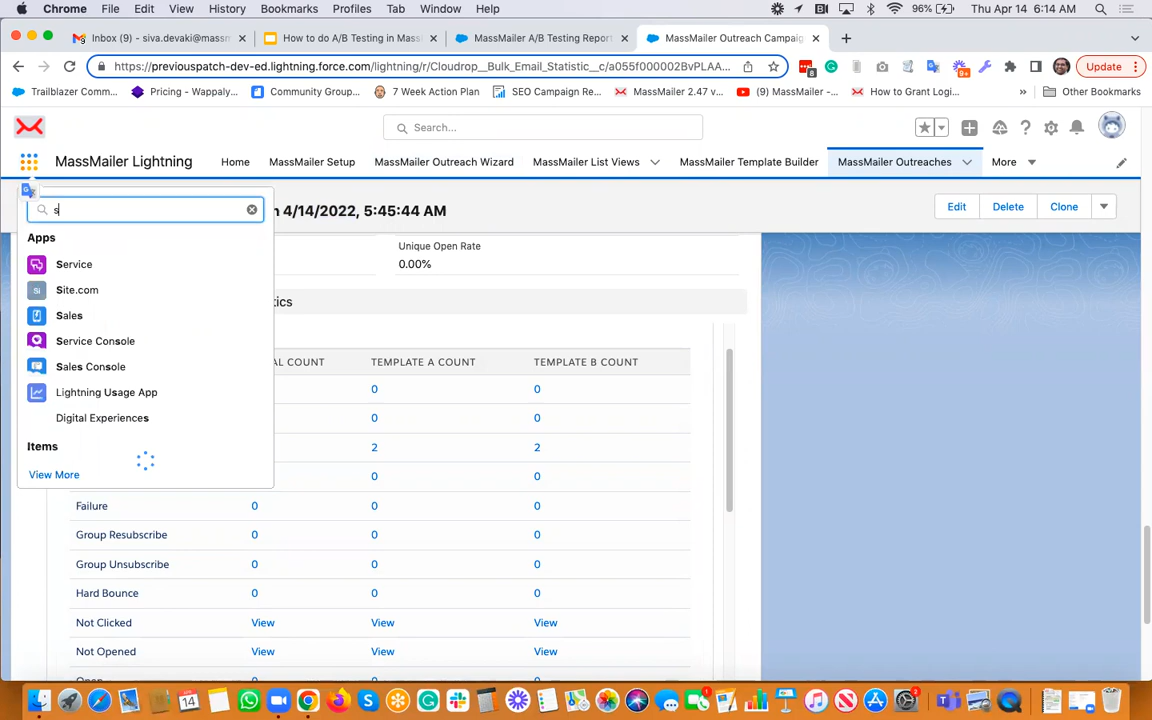 Chrome File Edit View History Bookmarks Profiles Tab Window Help 96% Thu Apr 14 6:14 AM
Inbox (1) - siva.devaki@massm × How to do A/B Testing in Mass × MassMailer A/B Testing Report × MassMailer Outreach Campaig × +
https://previouspatch-dev-ed.lightning.force.com/lightning/r/Cloudrop__Bulk_Email_Statistic__c/a055f000002BvPLAA... Update
Trailblazer Comm... Pricing - Wappaly... Community Group... 7 Week Action Plan SEO Campaign Re... MassMailer 2.47 v... (9) MassMailer -... How to Grant Logi... » Other Bookmarks
Search...
MassMailer Lightning Home MassMailer Setup MassMailer Outreach Wizard MassMailer List Views MassMailer Template Builder MassMailer Outreaches More
s
n 4/14/2022, 5:45:44 AM Edit Delete Clone
Apps
Service
Si Site.com
Sales
Service Console
Sales Console
Lightning Usage App
Digital Experiences
Items
View More
Unique Open Rate
0.00%
tics
AL COUNT TEMPLATE A COUNT TEMPLATE B COUNT
0 0
0 0
2 2
0 0
Failure 0 0 0
Group Resubscribe 0 0 0
Group Unsubscribe 0 0 0
Hard Bounce 0 0 0
Not Clicked View View View
Not Opened View View View
Open 0 0 0